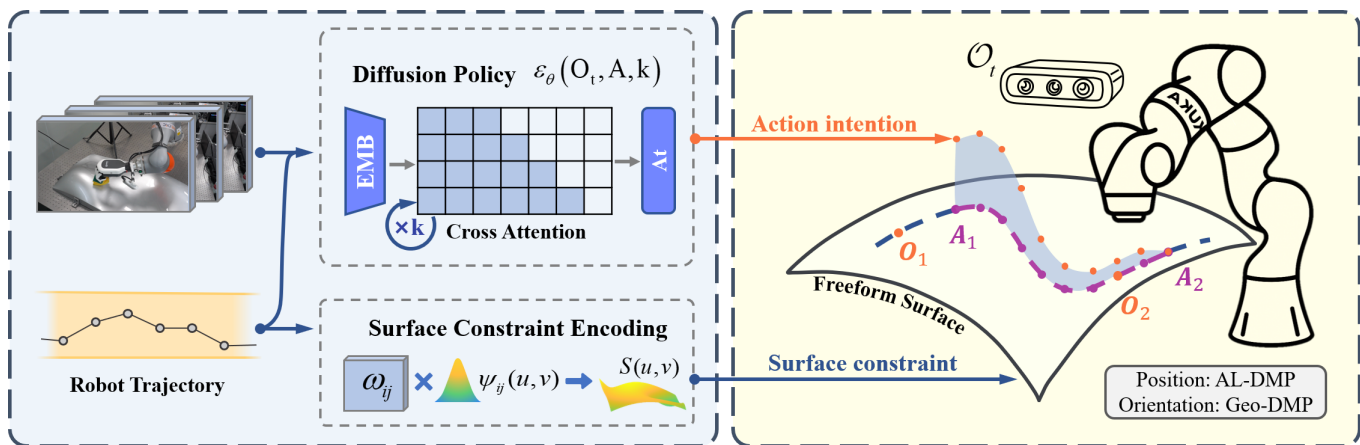 Diffusion Policy ε_θ(O_t, A, k)
EMB
At
×k
Cross Attention
Robot Trajectory
Surface Constraint Encoding
ω_ij × ψ_ij(u,v) S(u,v)
Action intention
O_t
KUKA
O_1
A_1
O_2
A_2
Freeform Surface
Surface constraint
Position: AL-DMP
Orientation: Geo-DMP